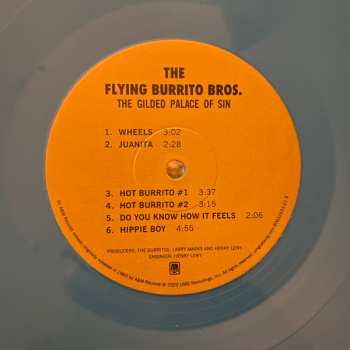 THE
FLYING BURRITO BROS.
THE GILDED PALACE OF SIN
1. WHEELS 3:02
2. JUANITA 2:28
3. HOT BURRITO #1 3:37
4. HOT BURRITO #2 3:15
5. DO YOU KNOW HOW IT FEELS 2:06
6. HIPPIE BOY 4:55
PRODUCERS: THE BURRITOS, LARRY MARKS AND HENRY LEWY.
ENGINEER: HENRY LEWY.
A&M